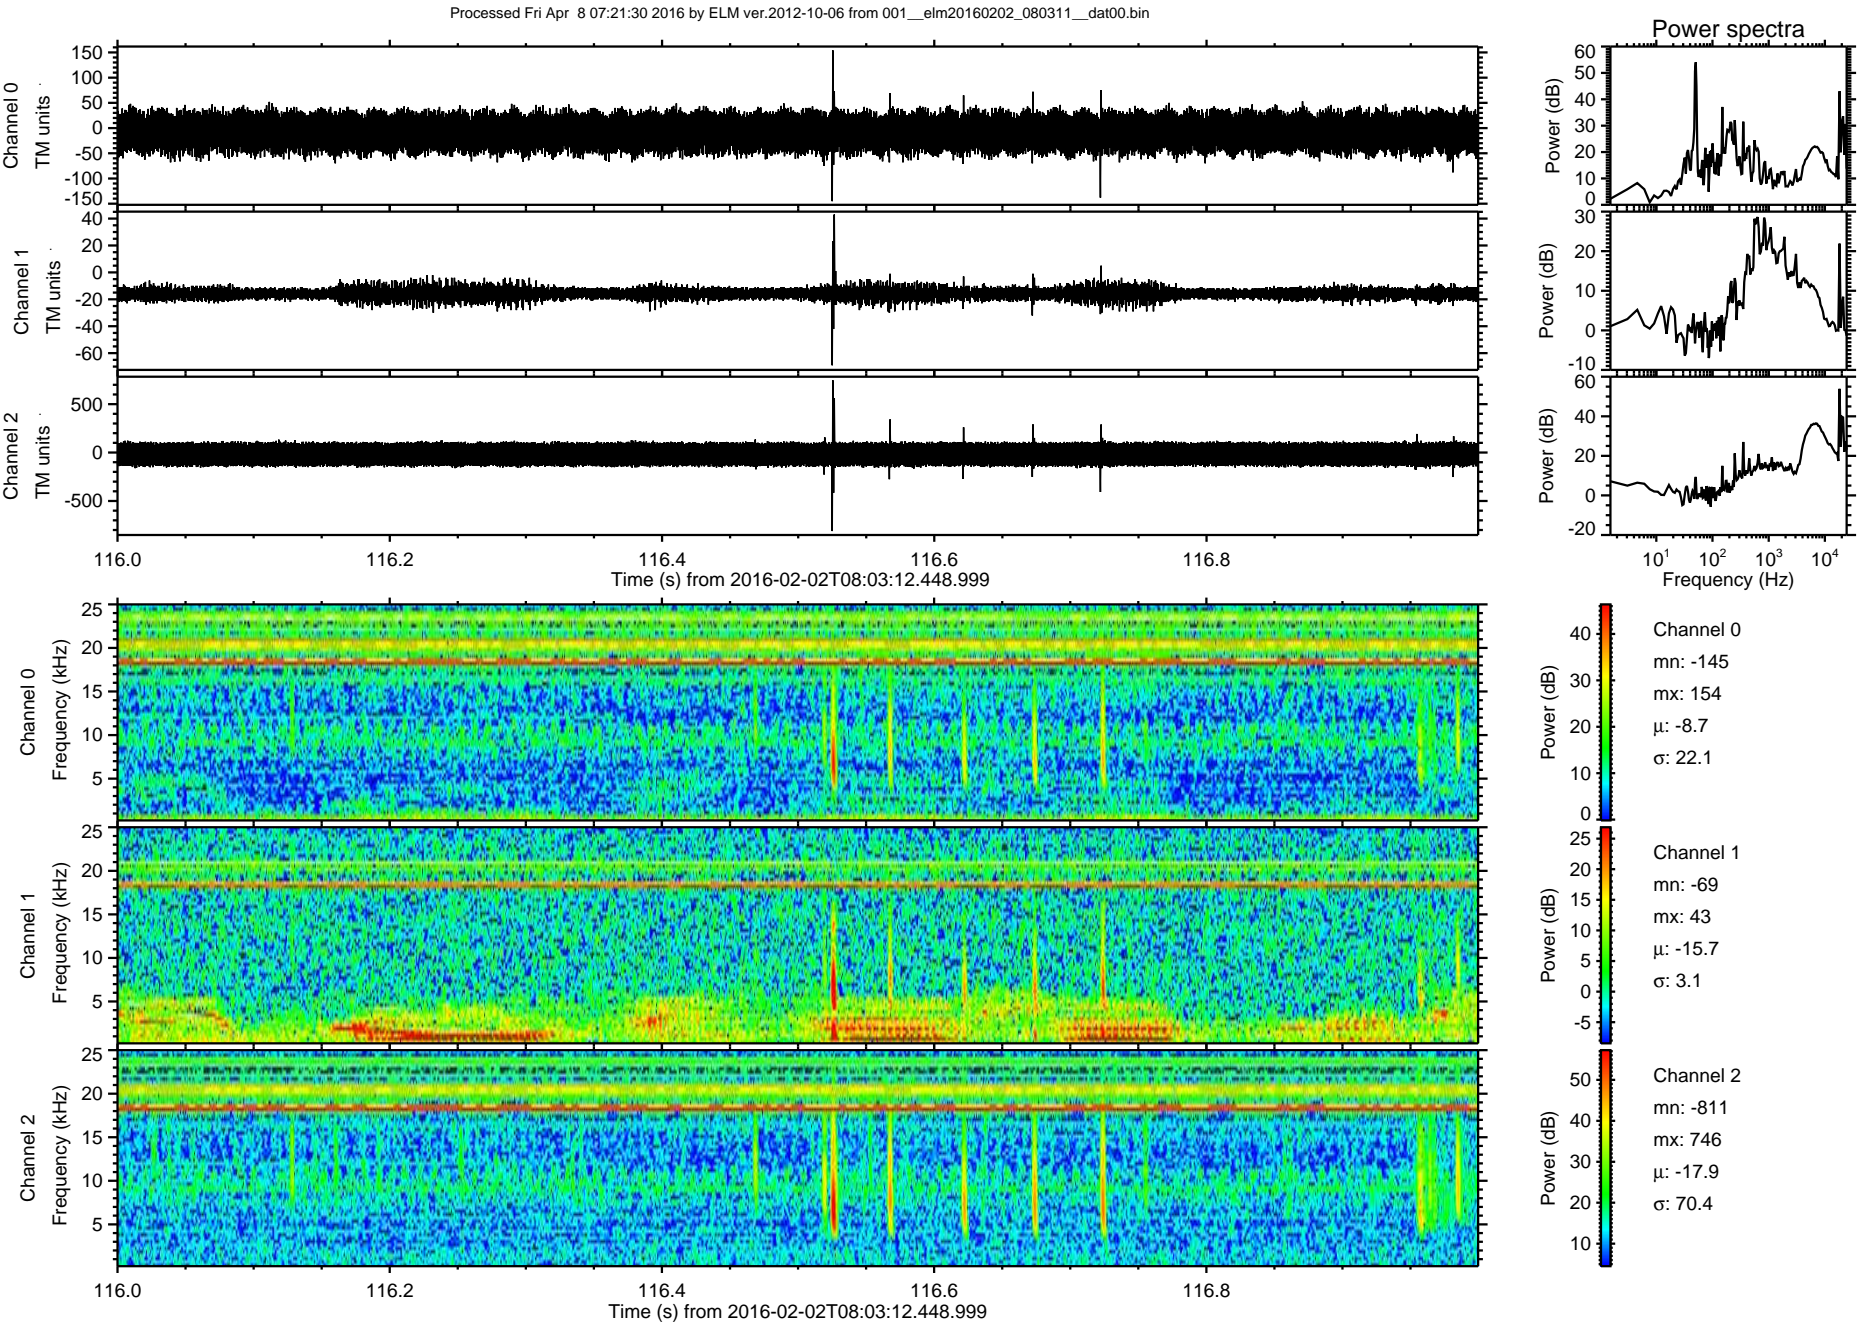 Processed Fri Apr  8 07:21:30 2016 by ELM ver.2012-10-06 from 001__elm20160202_080311__dat00.bin
Power spectra
Channel 0
TM units
150
100
50
0
-50
-100
-150
Power (dB)
60
50
40
30
20
10
0
Channel 1
TM units
40
20
0
-20
-40
-60
Power (dB)
30
20
10
0
-10
Channel 2
TM units
500
0
-500
Power (dB)
60
40
20
0
-20
116.0 116.2 116.4 116.6 116.8
Time (s) from 2016-02-02T08:03:12.448.999
10^1 10^2 10^3 10^4
Frequency (Hz)
Channel 0
Frequency (kHz)
25
20
15
10
5
Power (dB)
40
30
20
10
0
Channel 0
mn: -145
mx: 154
μ: -8.7
σ: 22.1
Channel 1
Frequency (kHz)
25
20
15
10
5
Power (dB)
25
20
15
10
5
0
-5
Channel 1
mn: -69
mx: 43
μ: -15.7
σ: 3.1
Channel 2
Frequency (kHz)
25
20
15
10
5
Power (dB)
50
40
30
20
10
Channel 2
mn: -811
mx: 746
μ: -17.9
σ: 70.4
116.0 116.2 116.4 116.6 116.8
Time (s) from 2016-02-02T08:03:12.448.999